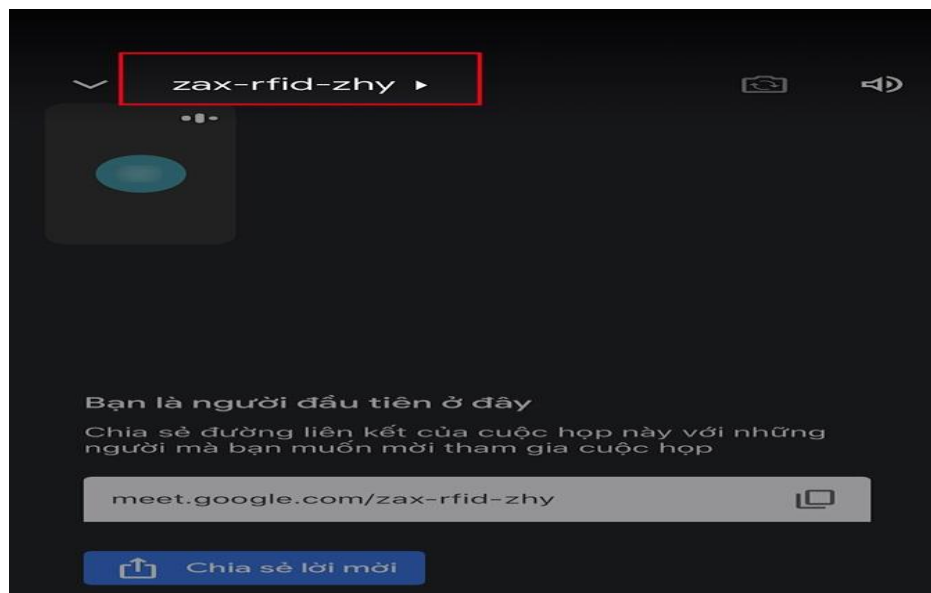 zax-rfid-zhy
Bạn là người đầu tiên ở đây
Chia sẻ đường liên kết của cuộc họp này với những
người mà bạn muốn mời tham gia cuộc họp
meet.google.com/zax-rfid-zhy
Chia sẻ lời mời